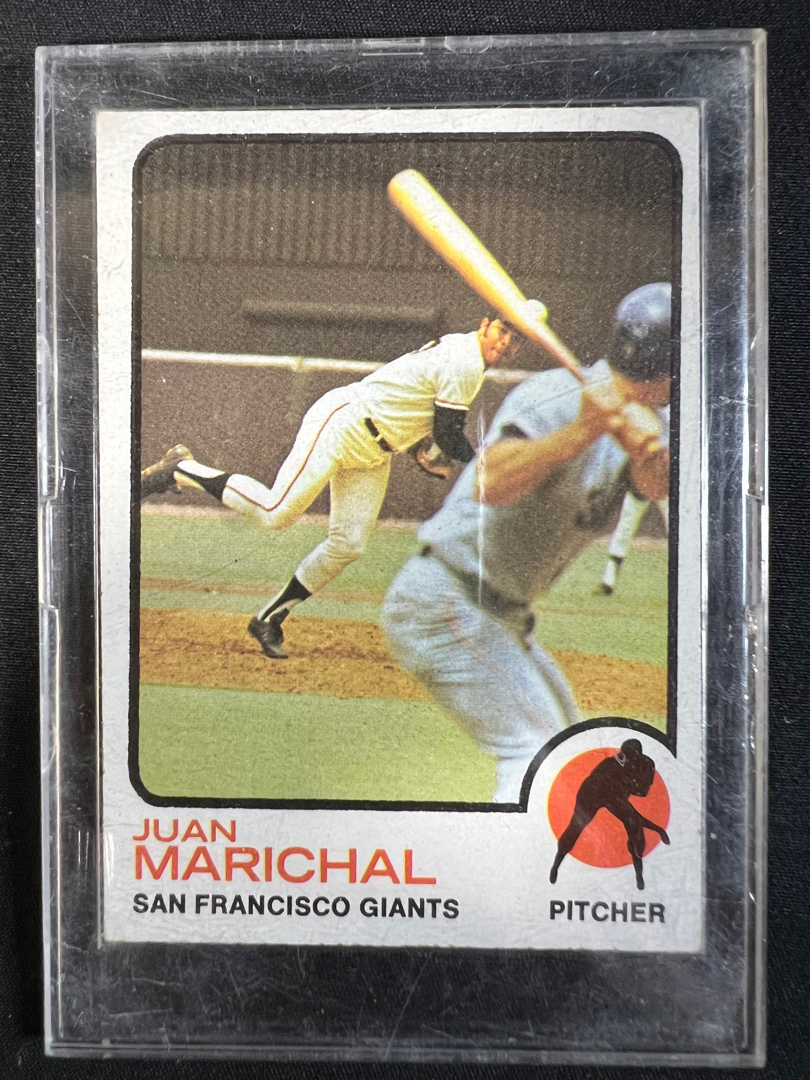 JUAN
MARICHAL
SAN FRANCISCO GIANTS
PITCHER